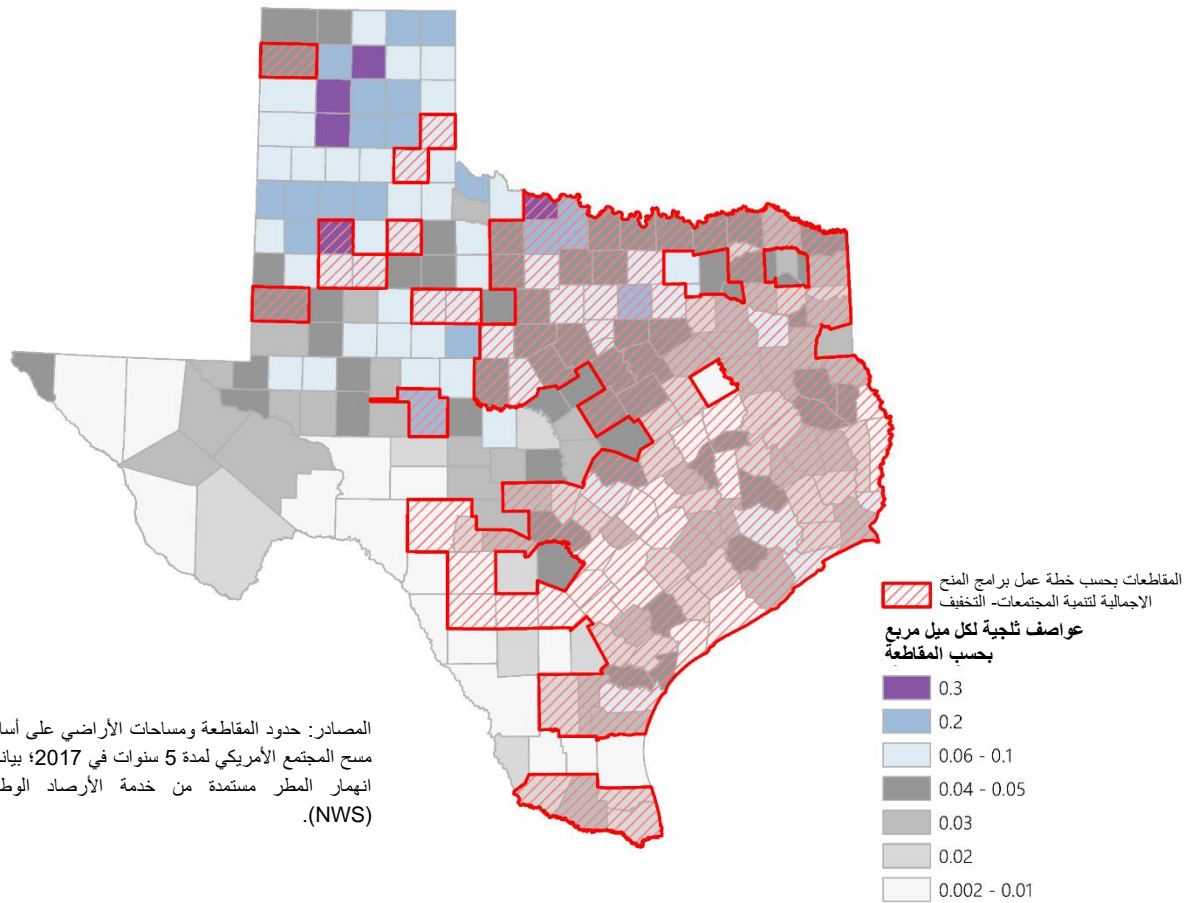 المقاطعات بحسب خطة عمل برامج المنح
الاجمالية لتنمية المجتمعات- التخفيف
عواصف ثلجية لكل ميل مربع
بحسب المقاطعة
0.3
0.2
0.06 - 0.1
0.04 - 0.05
0.03
0.02
0.002 - 0.01
المصادر: حدود المقاطعة ومساحات الأراضي على
مسح المجتمع الأمريكي لمدة 5 سنوات في 2017؛
انهمار المطر مستمدة من خدمة الأرصاد
(NWS).